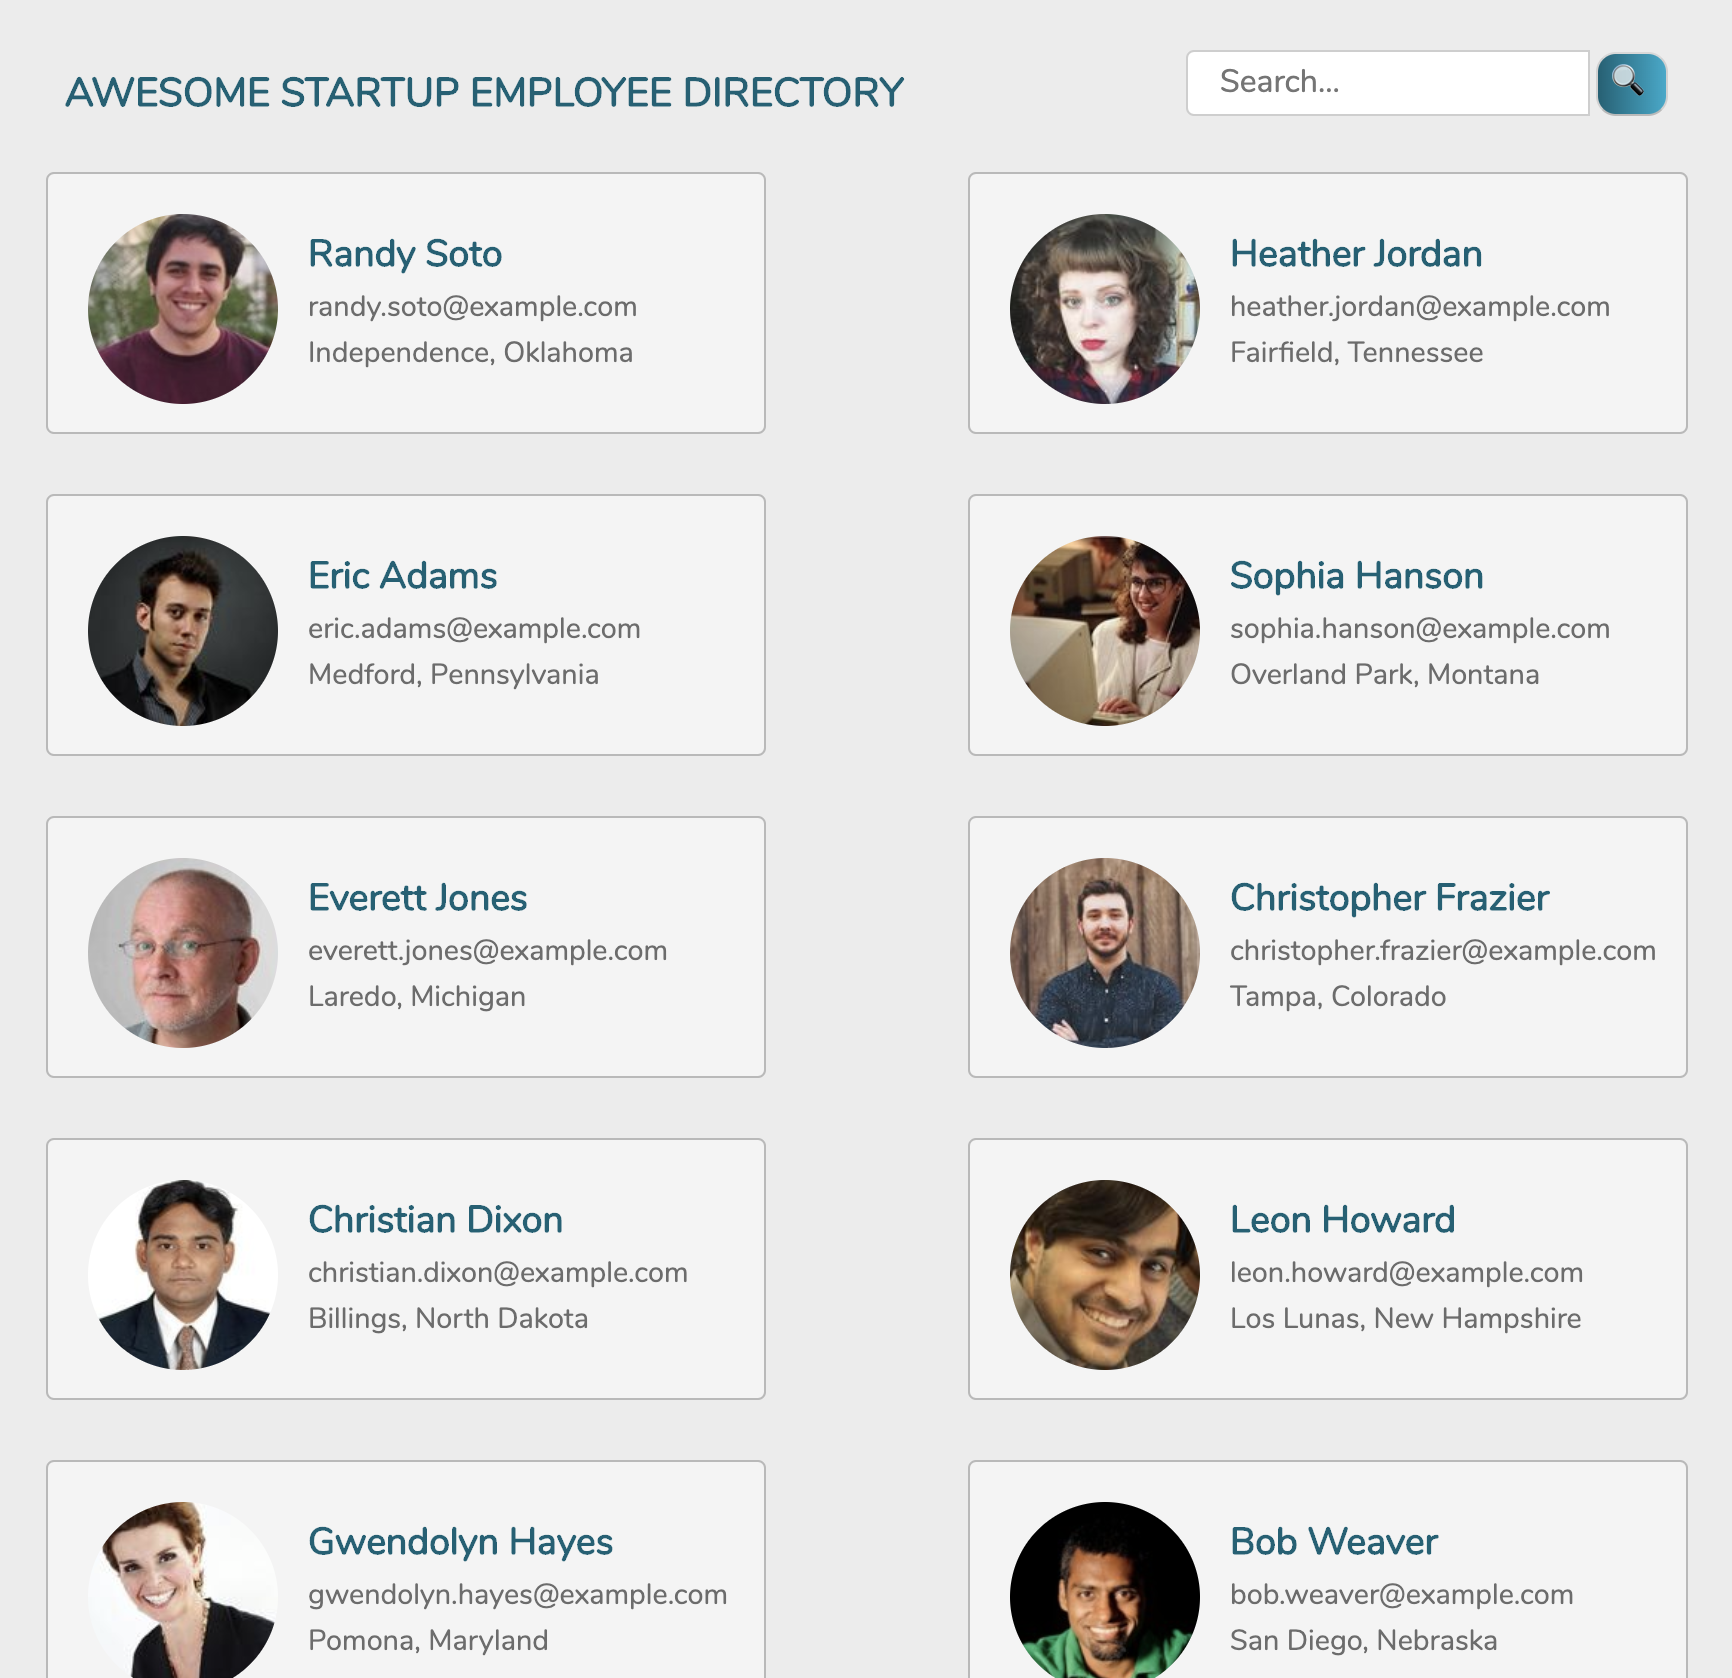 AWESOME STARTUP EMPLOYEE DIRECTORY
Search...
Randy Soto
randy.soto@example.com
Independence, Oklahoma
Heather Jordan
heather.jordan@example.com
Fairfield, Tennessee
Eric Adams
eric.adams@example.com
Medford, Pennsylvania
Sophia Hanson
sophia.hanson@example.com
Overland Park, Montana
Everett Jones
everett.jones@example.com
Laredo, Michigan
Christopher Frazier
christopher.frazier@example.com
Tampa, Colorado
Christian Dixon
christian.dixon@example.com
Billings, North Dakota
Leon Howard
leon.howard@example.com
Los Lunas, New Hampshire
Gwendolyn Hayes
gwendolyn.hayes@example.com
Pomona, Maryland
Bob Weaver
bob.weaver@example.com
San Diego, Nebraska